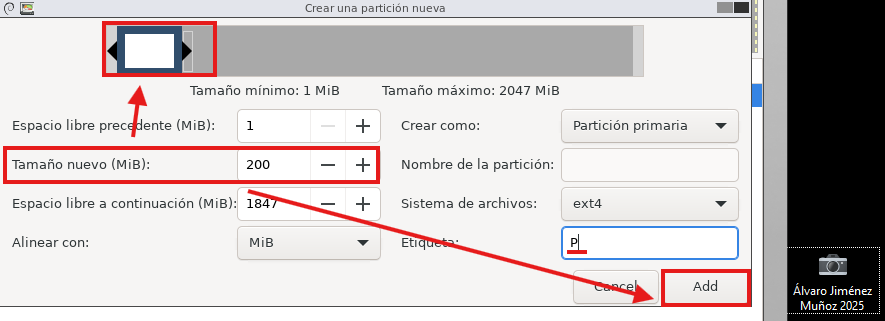 Crear una partición nueva
Tamaño mínimo: 1 MiB Tamaño máximo: 2047 MiB
Espacio libre precedente (MiB): 1 Crear como: Partición primaria
Tamaño nuevo (MiB): 200 Nombre de la partición:
Espacio libre a continuación (MiB): 1847 Sistema de archivos: ext4
Alinear con: MiB Etiqueta: P
Cancel Add
Álvaro Jiménez
Muñoz 2025